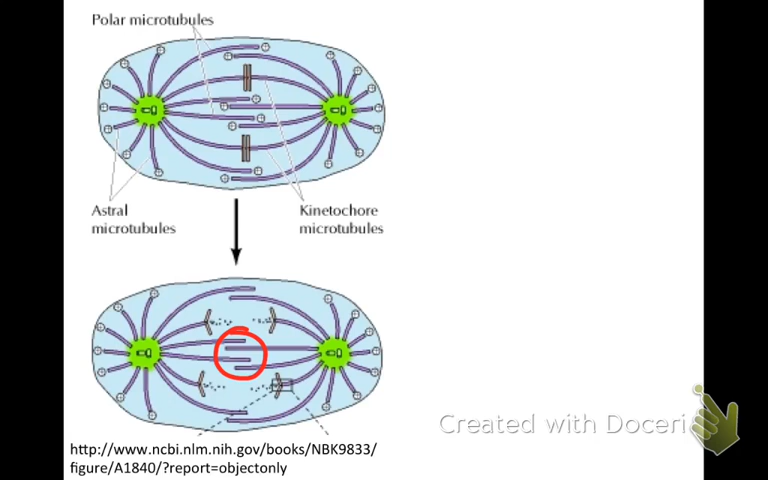 Polar microtubules
Astral
microtubules
Kinetochore
microtubules
Created with Doceri
http://www.ncbi.nlm.nih.gov/books/NBK9833/
figure/A1840/?report=objectonly